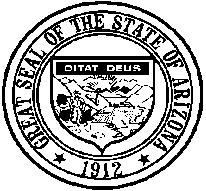 GREAT SEAL OF THE STATE OF ARIZONA
DITAT DEUS
1912